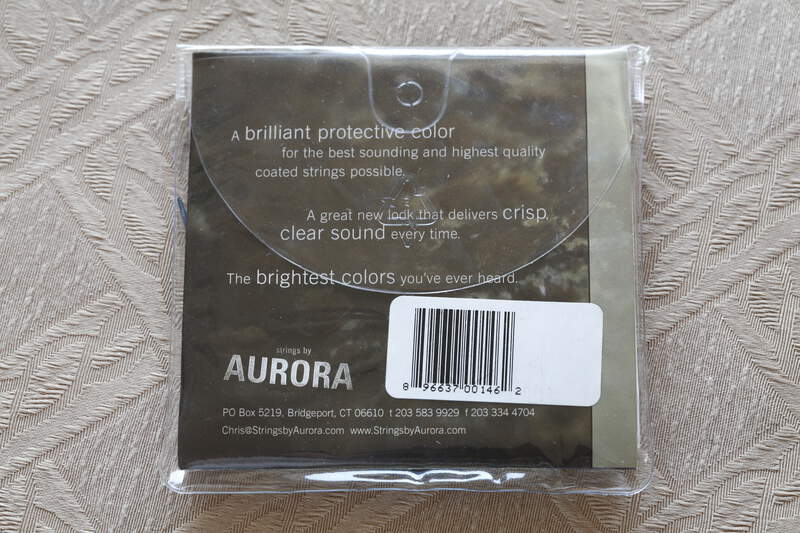 A brilliant protective color
for the best sounding and highest quality
coated strings possible.
A great new look that delivers crisp,
clear sound every time.
The brightest colors you've ever heard.
strings by
AURORA
8 96637 00146 2
PO Box 5219, Bridgeport, CT 06610 t 203 583 9929 f 203 334 4704
Chris@StringsbyAurora.com www.StringsbyAurora.com